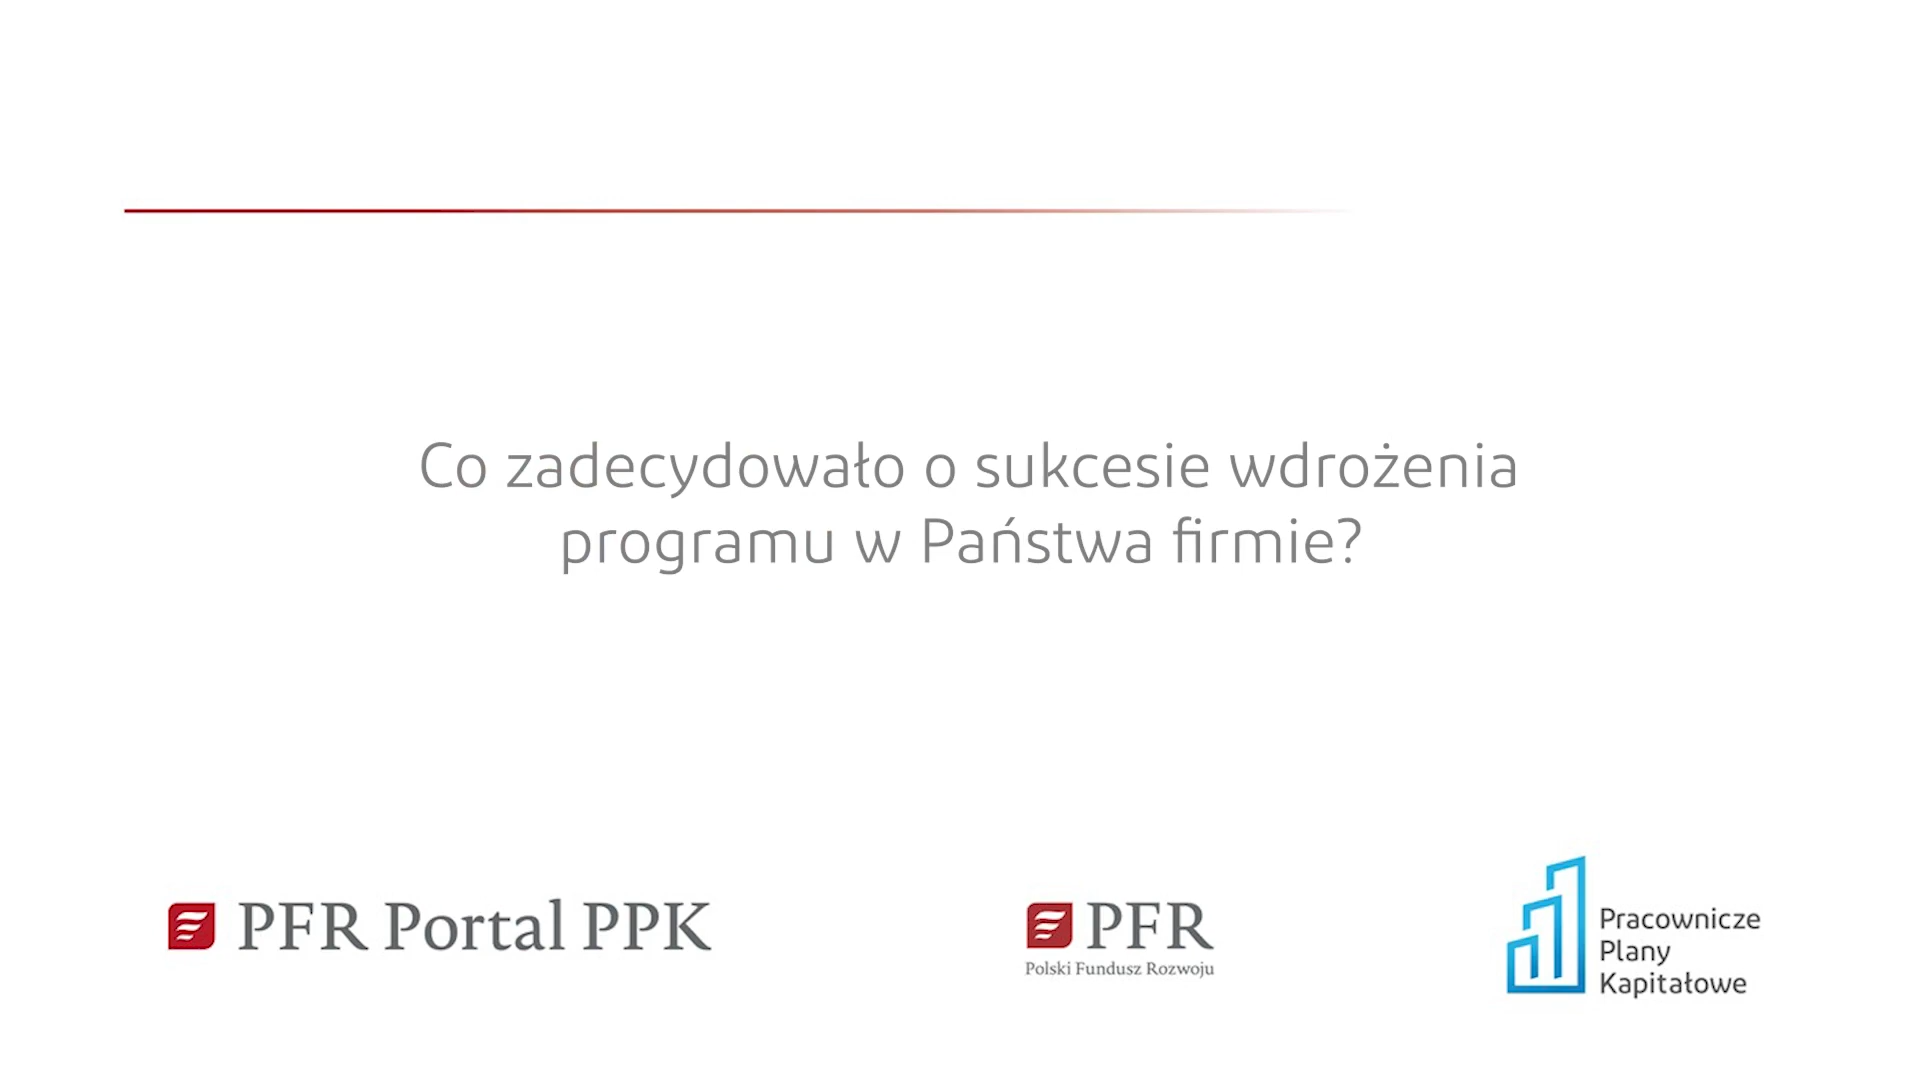 Co zadecydowało o sukcesie wdrożenia
programu w Państwa firmie?
PFR Portal PPK
PFR
Polski Fundusz Rozwoju
Pracownicze
Plany
Kapitałowe